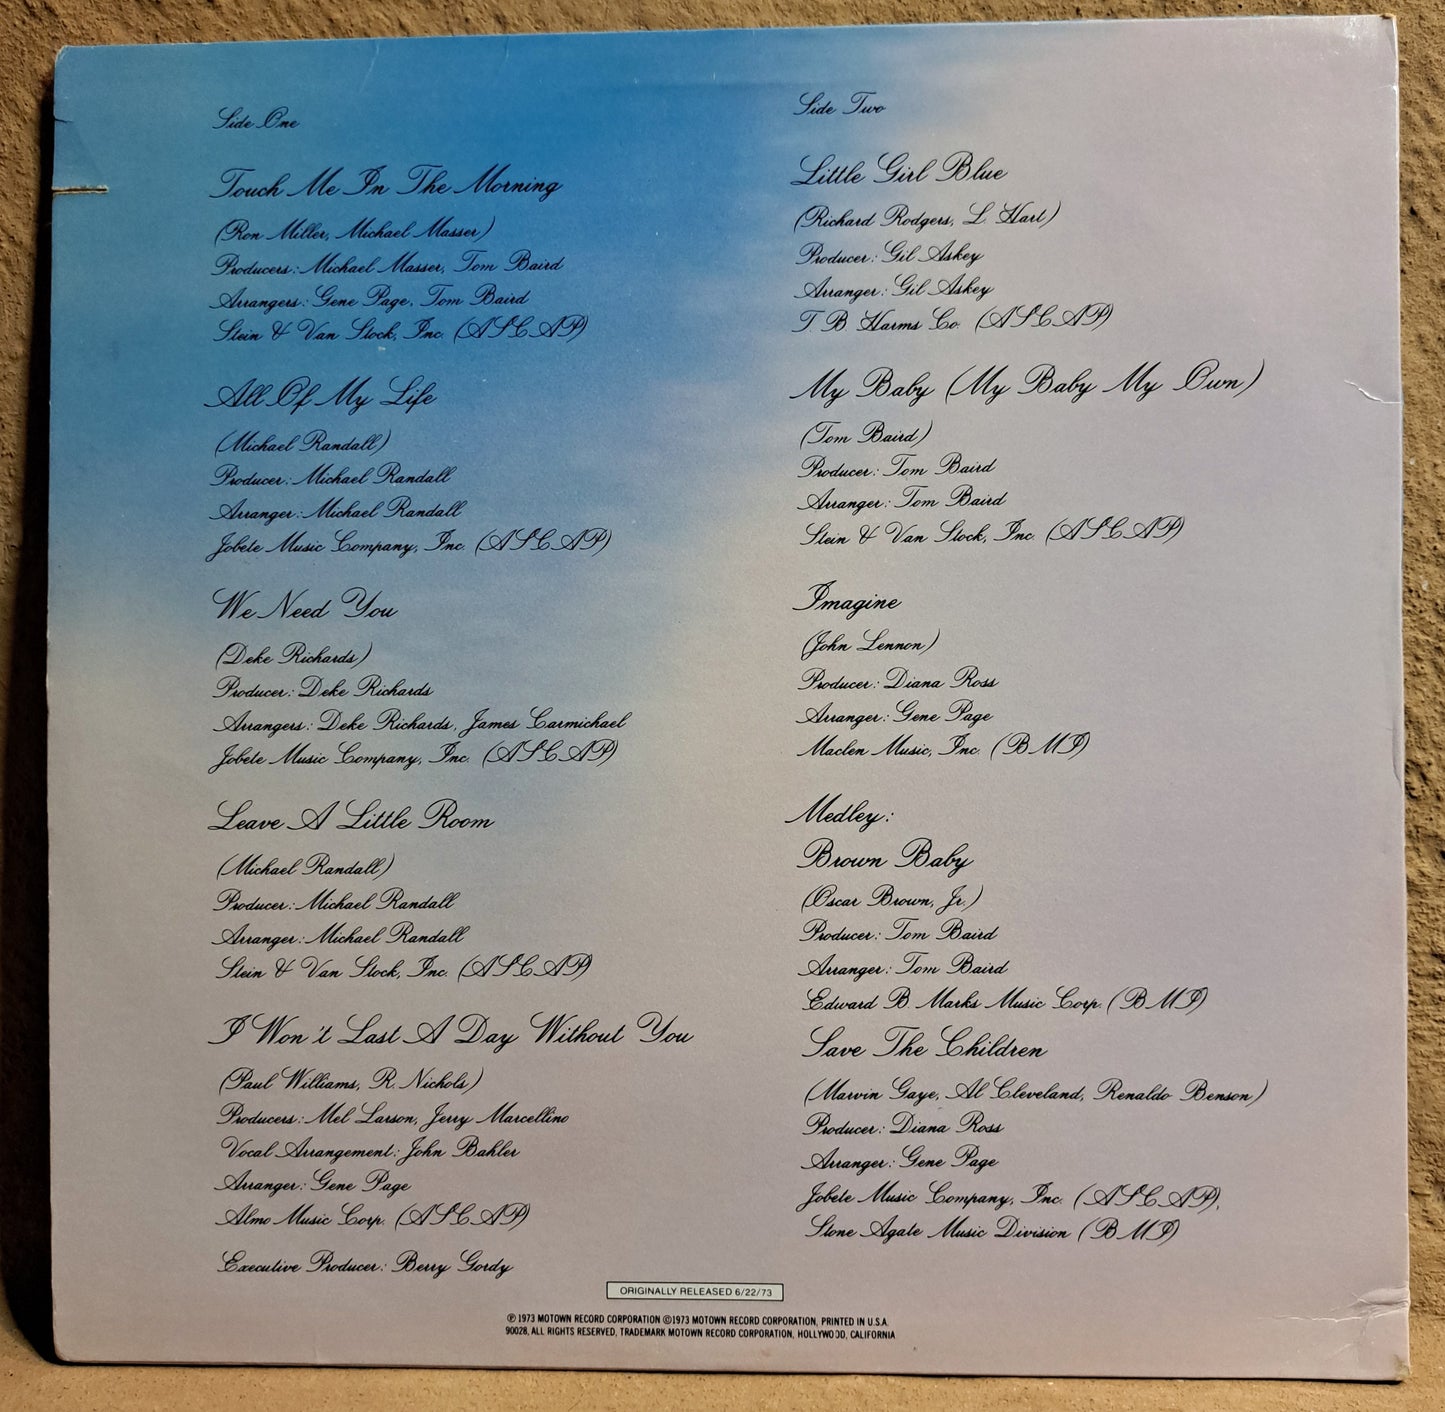 Side One
Touch Me In The Morning
(Ron Miller, Michael Masser)
Producers: Michael Masser, Tom Baird
Arrangers: Gene Page, Tom Baird
Stein & Van Stock, Inc. (ASCAP)
All Of My Life
(Michael Randall)
Producer: Michael Randall
Arranger: Michael Randall
Jobete Music Company, Inc. (ASCAP)
We Need You
(Deke Richards)
Producer: Deke Richards
Arrangers: Deke Richards, James Carmichael
Jobete Music Company, Inc. (ASCAP)
Leave A Little Room
(Michael Randall)
Producer: Michael Randall
Arranger: Michael Randall
Stein & Van Stock, Inc. (ASCAP)
I Won't Last A Day Without You
(Paul Williams, R. Nichols)
Producers: Mel Larson, Jerry Marcellino
Vocal Arrangement: John Bahler
Arranger: Gene Page
Almo Music Corp. (ASCAP)
Executive Producer: Berry Gordy
Side Two
Little Girl Blue
(Richard Rodgers, L. Hart)
Producer: Gil Askey
Arranger: Gil Askey
T. B. Harms Co. (ASCAP)
My Baby (My Baby My Own)
(Tom Baird)
Producer: Tom Baird
Arranger: Tom Baird
Stein & Van Stock, Inc. (ASCAP)
Imagine
(John Lennon)
Producer: Diana Ross
Arranger: Gene Page
Maclen Music, Inc. (BMI)
Medley:
Brown Baby
(Oscar Brown, Jr.)
Producer: Tom Baird
Arranger: Tom Baird
Edward B. Marks Music Corp. (BMI)
Save The Children
(Marvin Gaye, Al Cleveland, Renaldo Benson)
Producer: Diana Ross
Arranger: Gene Page
Jobete Music Company, Inc. (ASCAP),
Stone Agate Music Division (BMI)
ORIGINALLY RELEASED 6/22/73
℗ 1973 MOTOWN RECORD CORPORATION ©1973 MOTOWN RECORD CORPORATION, PRINTED IN U.S.A.
90028, ALL RIGHTS RESERVED, TRADEMARK MOTOWN RECORD CORPORATION, HOLLYWOOD, CALIFORNIA